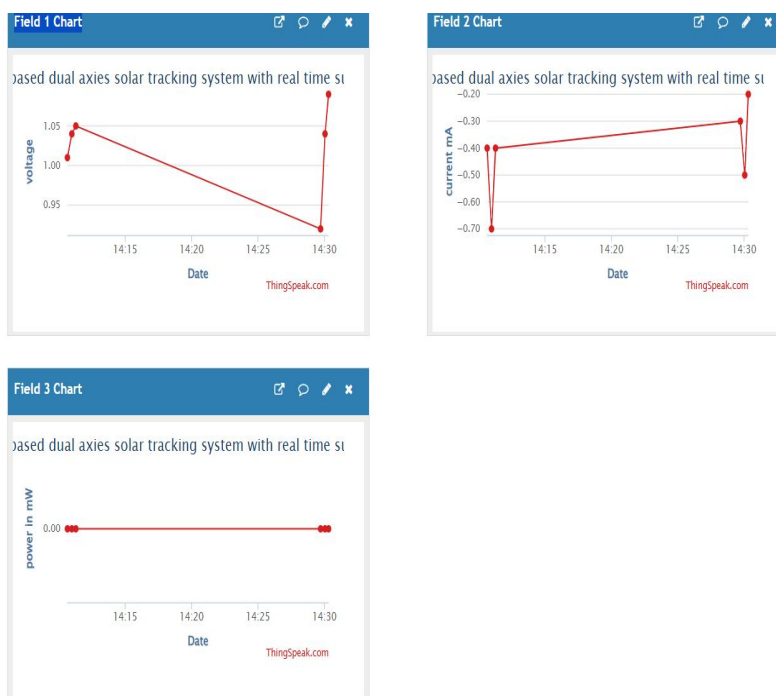 Field 1 Chart
based dual axies solar tracking system with real time su
voltage
1.05
1.00
0.95
14:15 14:20 14:25 14:30
Date
ThingSpeak.com
Field 2 Chart
based dual axies solar tracking system with real time su
current mA
-0.20
-0.30
-0.40
-0.50
-0.60
-0.70
14:15 14:20 14:25 14:30
Date
ThingSpeak.com
Field 3 Chart
based dual axies solar tracking system with real time su
power in mW
0.00
14:15 14:20 14:25 14:30
Date
ThingSpeak.com